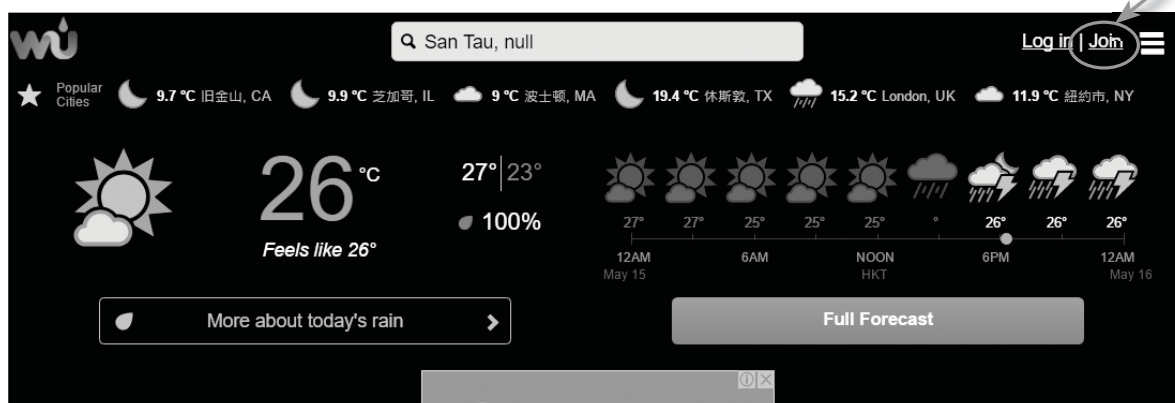 wu
San Tau, null
Log in | Join
Popular Cities
9.7 °C 旧金山, CA
9.9 °C 芝加哥, IL
9 °C 波士顿, MA
19.4 °C 休斯敦, TX
15.2 °C London, UK
11.9 °C 紐約市, NY
26 °C
Feels like 26°
27° | 23°
100%
27° 27° 25° 25° 25° ° 26° 26° 26°
12AM 6AM NOON 6PM 12AM
May 15 HKT May 16
More about today's rain
Full Forecast